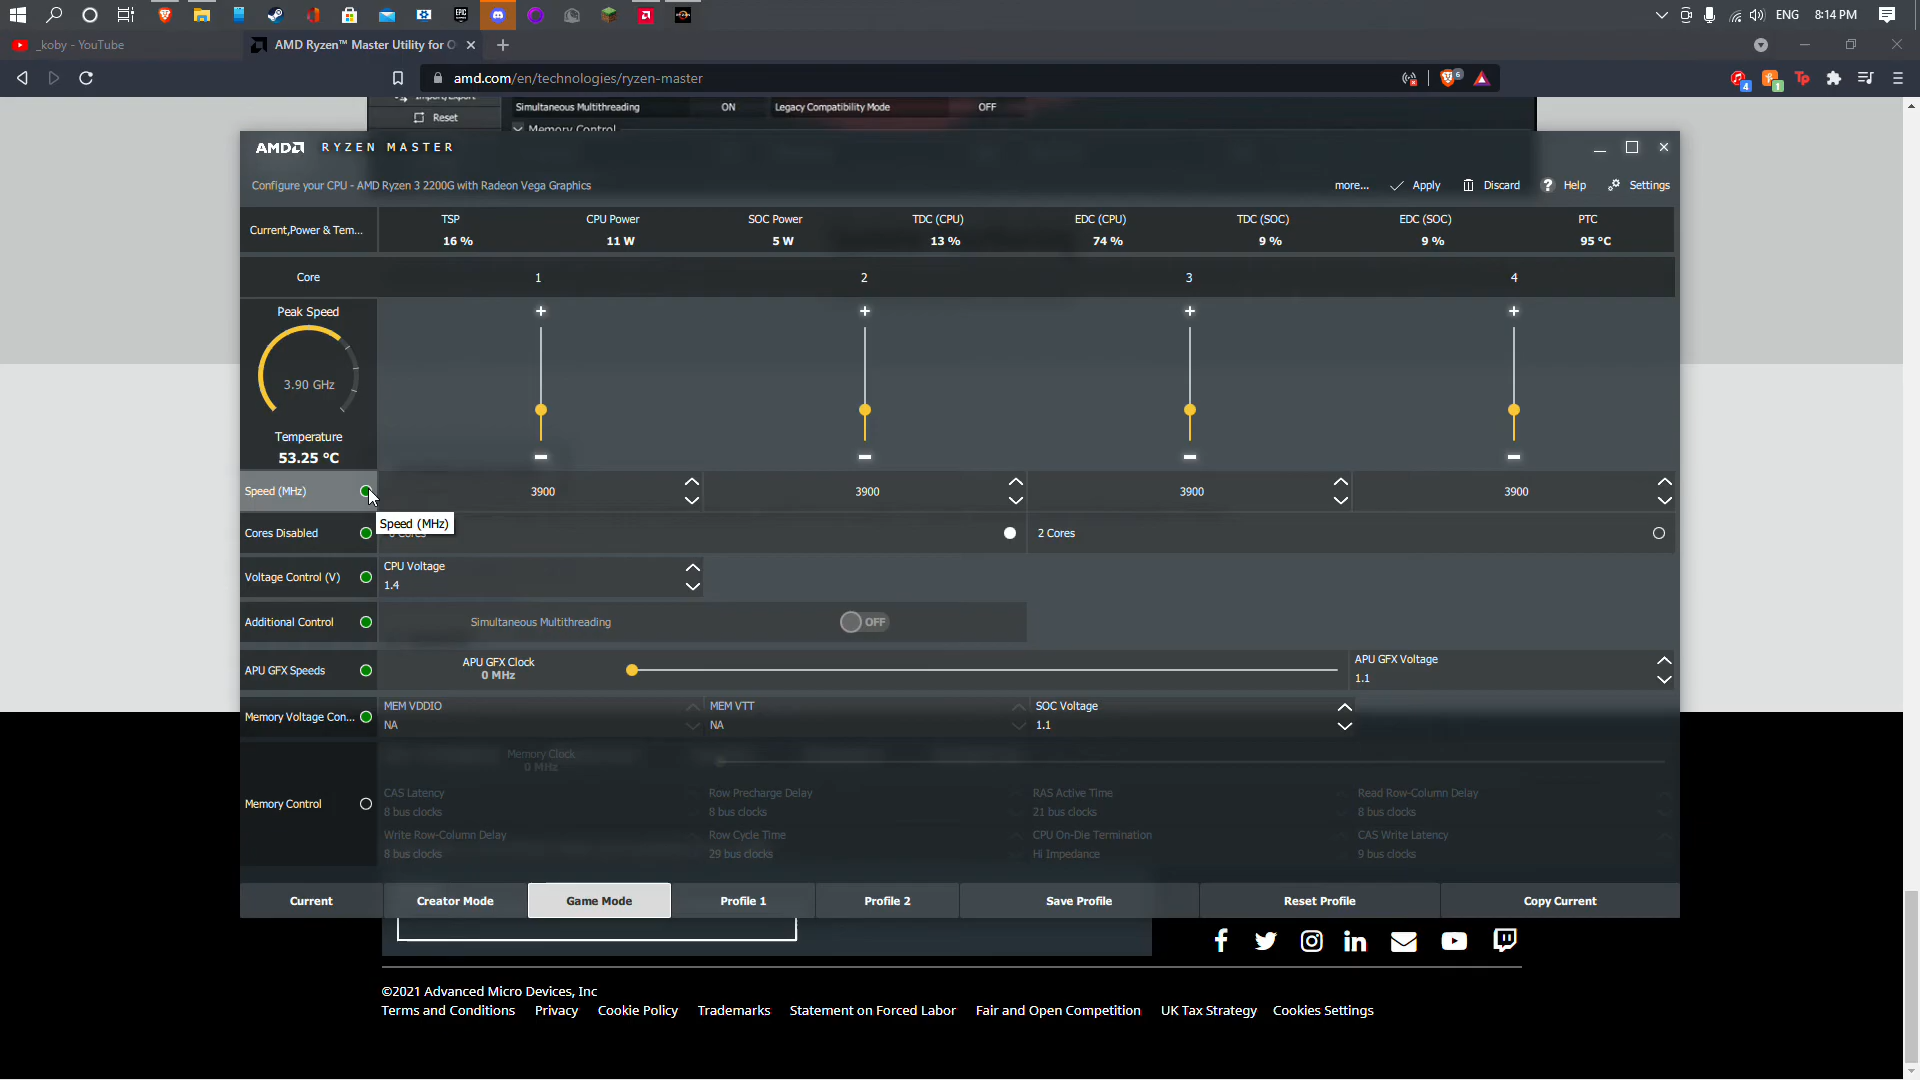 ENG 8:14 PM
_koby - YouTube
AMD Ryzen™ Master Utility for O
amd.com/en/technologies/ryzen-master
6
4
Tp
1
Import/Export
Simultaneous Multithreading ON Legacy Compatibility Mode OFF
Reset
Memory Control
AMD RYZEN MASTER
Configure your CPU - AMD Ryzen 3 2200G with Radeon Vega Graphics
more... Apply Discard ? Help Settings
Current,Power & Tem...
TSP CPU Power SOC Power TDC (CPU) EDC (CPU) TDC (SOC) EDC (SOC) PTC
16 % 11 W 5 W 13 % 74 % 9 % 9 % 95 °C
Core 1 2 3 4
Peak Speed
3.90 GHz
Temperature
53.25 °C
Speed (MHz) 3900 3900 3900 3900
Speed (MHz)
Cores Disabled 0 Cores 2 Cores
Voltage Control (V)
CPU Voltage
1.4
Additional Control Simultaneous Multithreading OFF
APU GFX Speeds
APU GFX Clock
0 MHz
APU GFX Voltage
1.1
Memory Voltage Con...
MEM VDDIO MEM VTT SOC Voltage
NA NA 1.1
Memory Control
Memory Clock
0 MHz
CAS Latency Row Precharge Delay RAS Active Time Read Row-Column Delay
8 bus clocks 8 bus clocks 21 bus clocks 8 bus clocks
Write Row-Column Delay Row Cycle Time CPU On-Die Termination CAS Write Latency
8 bus clocks 29 bus clocks Hi Impedance 9 bus clocks
Current Creator Mode Game Mode Profile 1 Profile 2 Save Profile Reset Profile Copy Current
©2021 Advanced Micro Devices, Inc
Terms and Conditions Privacy Cookie Policy Trademarks Statement on Forced Labor Fair and Open Competition UK Tax Strategy Cookies Settings